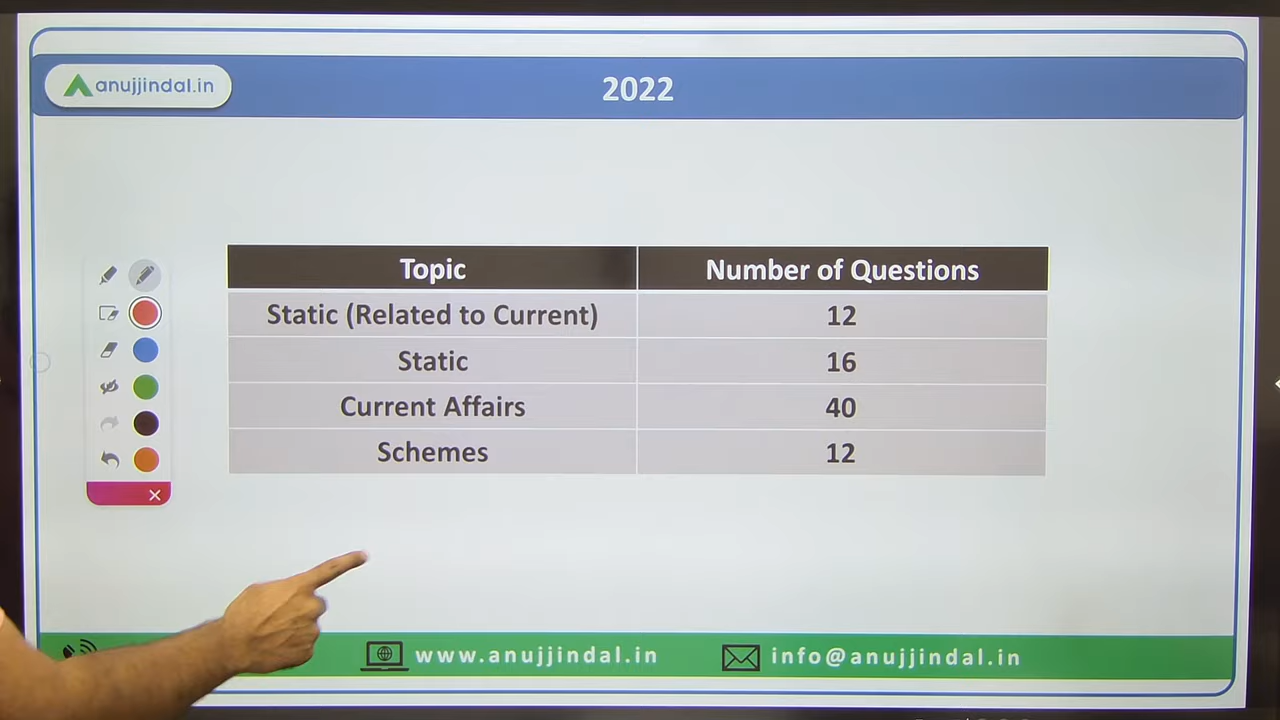 anujjindal.in
2022
Topic Number of Questions
Static (Related to Current) 12
Static 16
Current Affairs 40
Schemes 12
www.anujjindal.in info@anujjindal.in